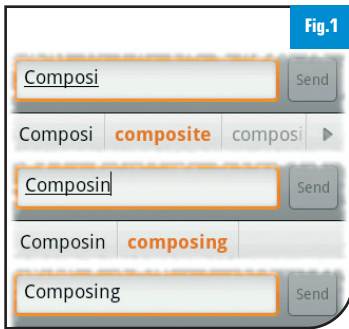 Fig.1
Composi Send
Composi composite composi
Composin Send
Composin composing
Composing Send